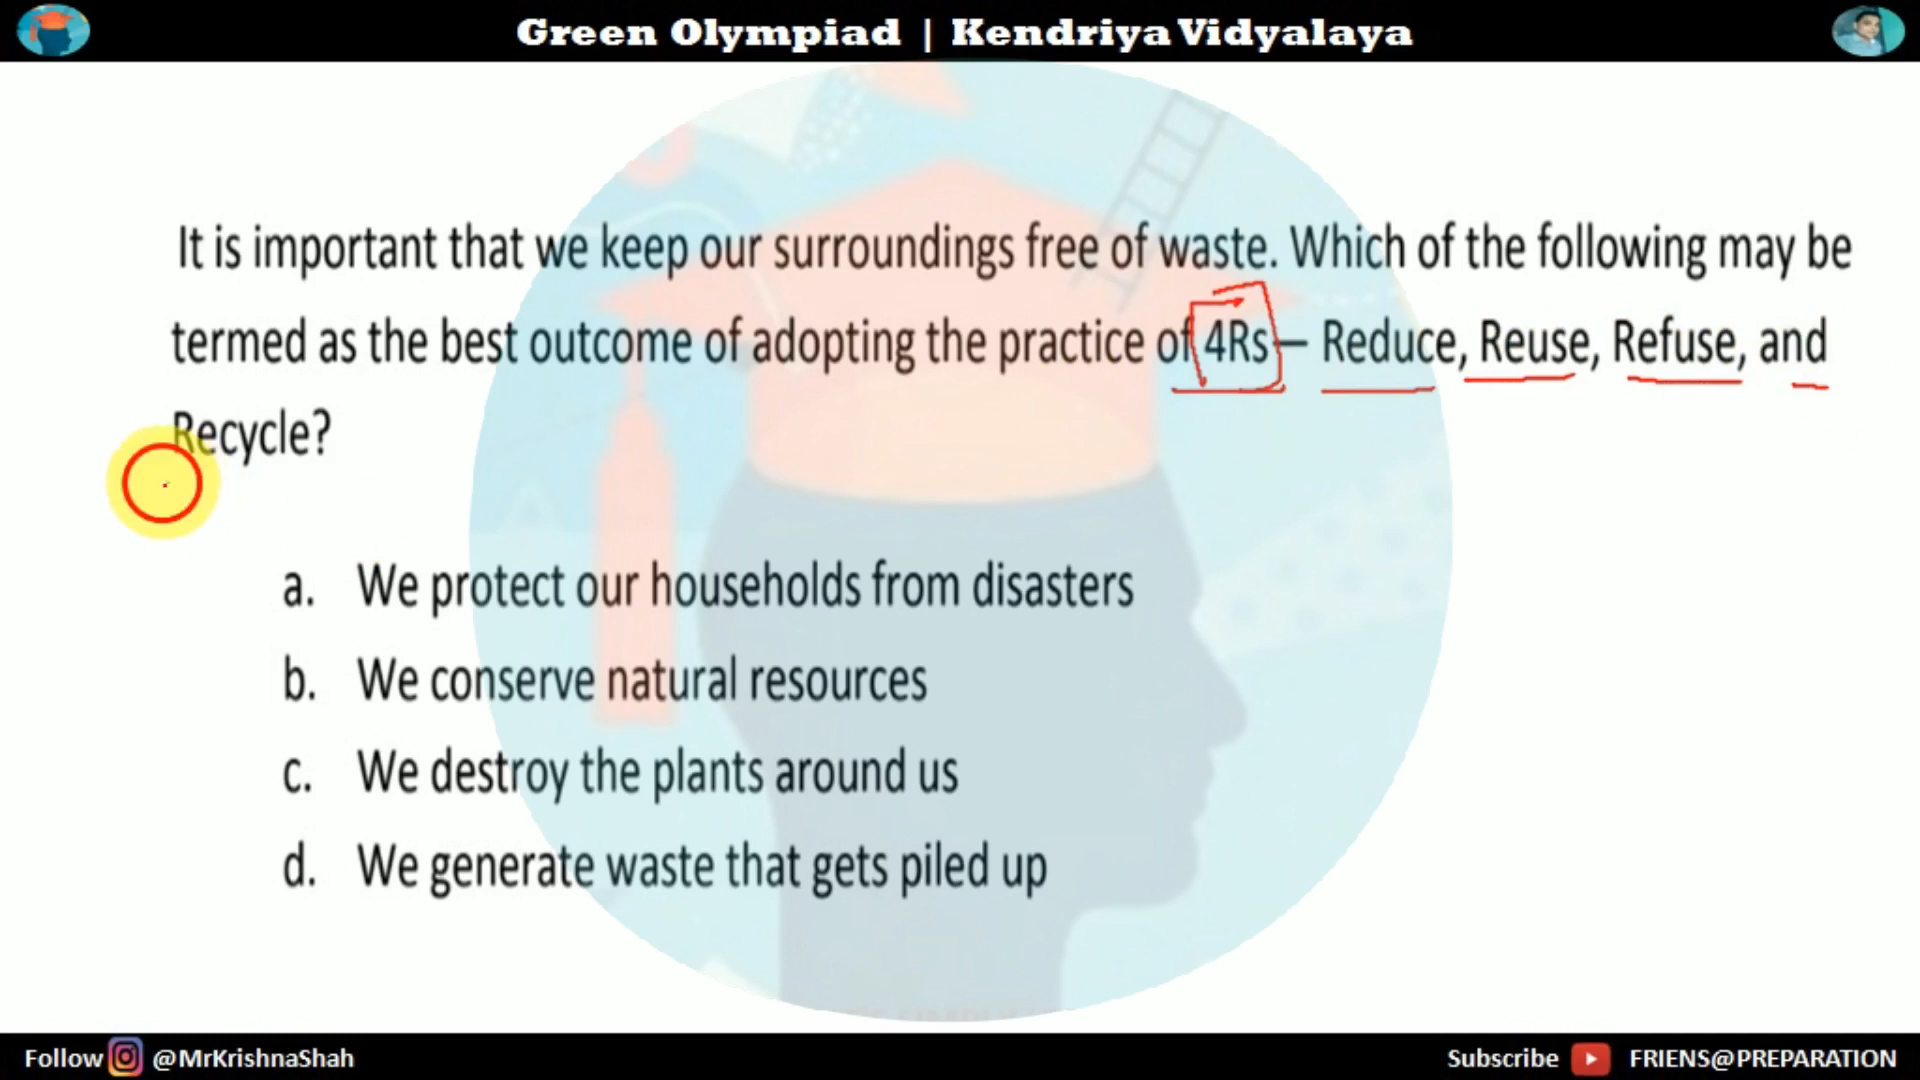 Green Olympiad | Kendriya Vidyalaya
It is important that we keep our surroundings free of waste. Which of the following may be
termed as the best outcome of adopting the practice of 4Rs– Reduce, Reuse, Refuse, and
Recycle?
a. We protect our households from disasters
b. We conserve natural resources
c. We destroy the plants around us
d. We generate waste that gets piled up
Follow @MrKrishnaShah
Subscribe FRIENS@PREPARATION